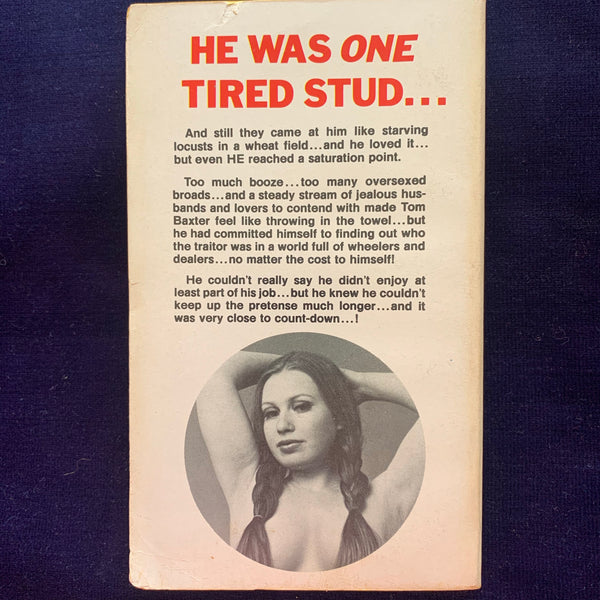 HE WAS ONE
TIRED STUD...
And still they came at him like starving
locusts in a wheat field...and he loved it...
but even HE reached a saturation point.
Too much booze...too many oversexed
broads...and a steady stream of jealous hus-
bands and lovers to contend with made Tom
Baxter feel like throwing in the towel...but
he had committed himself to finding out who
the traitor was in a world full of wheelers and
dealers...no matter the cost to himself!
He couldn't really say he didn't enjoy at
least part of his job...but he knew he couldn't
keep up the pretense much longer...and it
was very close to count-down...!